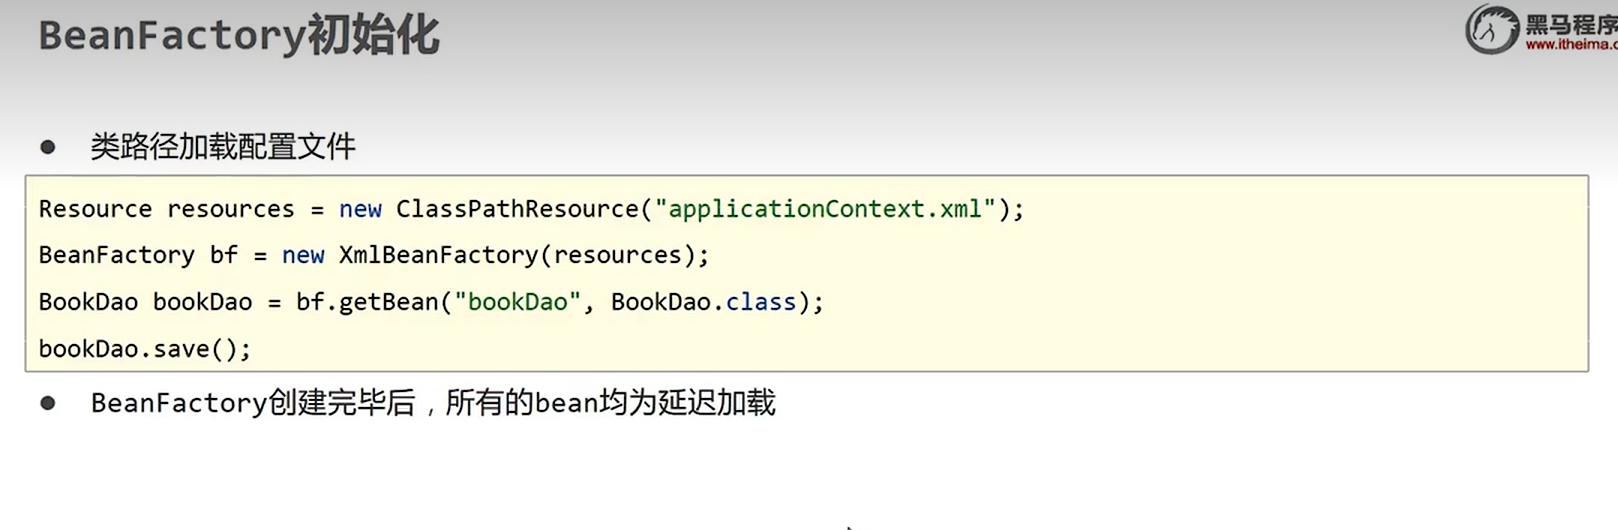 BeanFactory初始化
黑马程序
www.itheima.c
● 类路径加载配置文件
Resource resources = new ClassPathResource("applicationContext.xml");
BeanFactory bf = new XmlBeanFactory(resources);
BookDao bookDao = bf.getBean("bookDao", BookDao.class);
bookDao.save();
● BeanFactory创建完毕后，所有的bean均为延迟加载